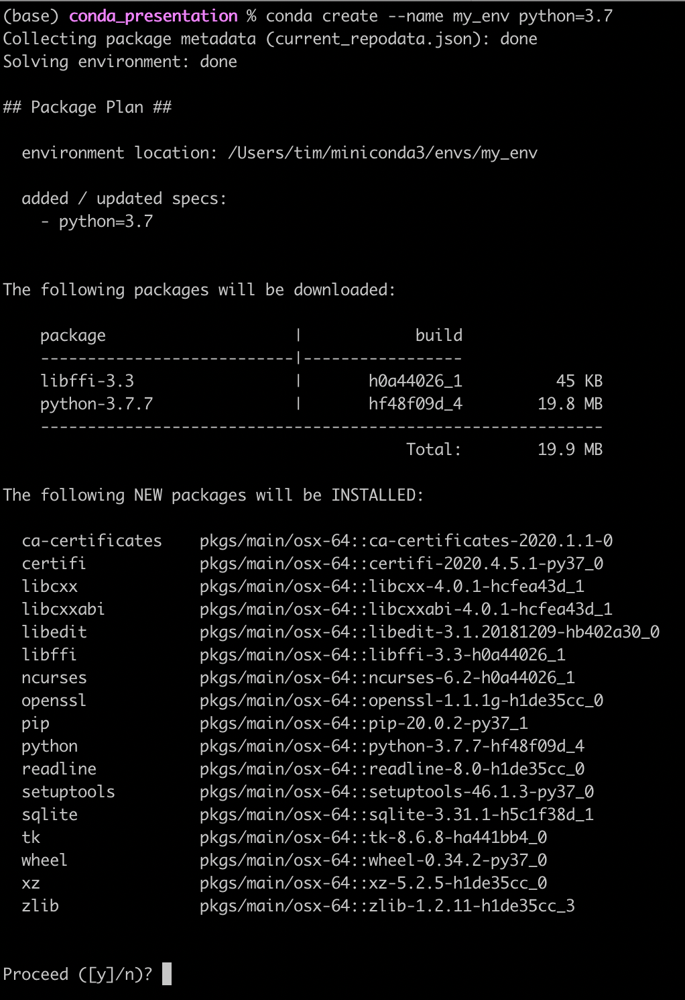 (base) conda_presentation % conda create --name my_env python=3.7
Collecting package metadata (current_repodata.json): done
Solving environment: done

## Package Plan ##

  environment location: /Users/tim/miniconda3/envs/my_env

  added / updated specs:
    - python=3.7


The following packages will be downloaded:

    package                    |            build
    ---------------------------|-----------------
    libffi-3.3                 |       h0a44026_1          45 KB
    python-3.7.7               |       hf48f09d_4        19.8 MB
    ------------------------------------------------------------
                                           Total:        19.9 MB

The following NEW packages will be INSTALLED:

  ca-certificates    pkgs/main/osx-64::ca-certificates-2020.1.1-0
  certifi            pkgs/main/osx-64::certifi-2020.4.5.1-py37_0
  libcxx             pkgs/main/osx-64::libcxx-4.0.1-hcfea43d_1
  libcxxabi          pkgs/main/osx-64::libcxxabi-4.0.1-hcfea43d_1
  libedit            pkgs/main/osx-64::libedit-3.1.20181209-hb402a30_0
  libffi             pkgs/main/osx-64::libffi-3.3-h0a44026_1
  ncurses            pkgs/main/osx-64::ncurses-6.2-h0a44026_1
  openssl            pkgs/main/osx-64::openssl-1.1.1g-h1de35cc_0
  pip                pkgs/main/osx-64::pip-20.0.2-py37_1
  python             pkgs/main/osx-64::python-3.7.7-hf48f09d_4
  readline           pkgs/main/osx-64::readline-8.0-h1de35cc_0
  setuptools         pkgs/main/osx-64::setuptools-46.1.3-py37_0
  sqlite             pkgs/main/osx-64::sqlite-3.31.1-h5c1f38d_1
  tk                 pkgs/main/osx-64::tk-8.6.8-ha441bb4_0
  wheel              pkgs/main/osx-64::wheel-0.34.2-py37_0
  xz                 pkgs/main/osx-64::xz-5.2.5-h1de35cc_0
  zlib               pkgs/main/osx-64::zlib-1.2.11-h1de35cc_3


Proceed ([y]/n)?